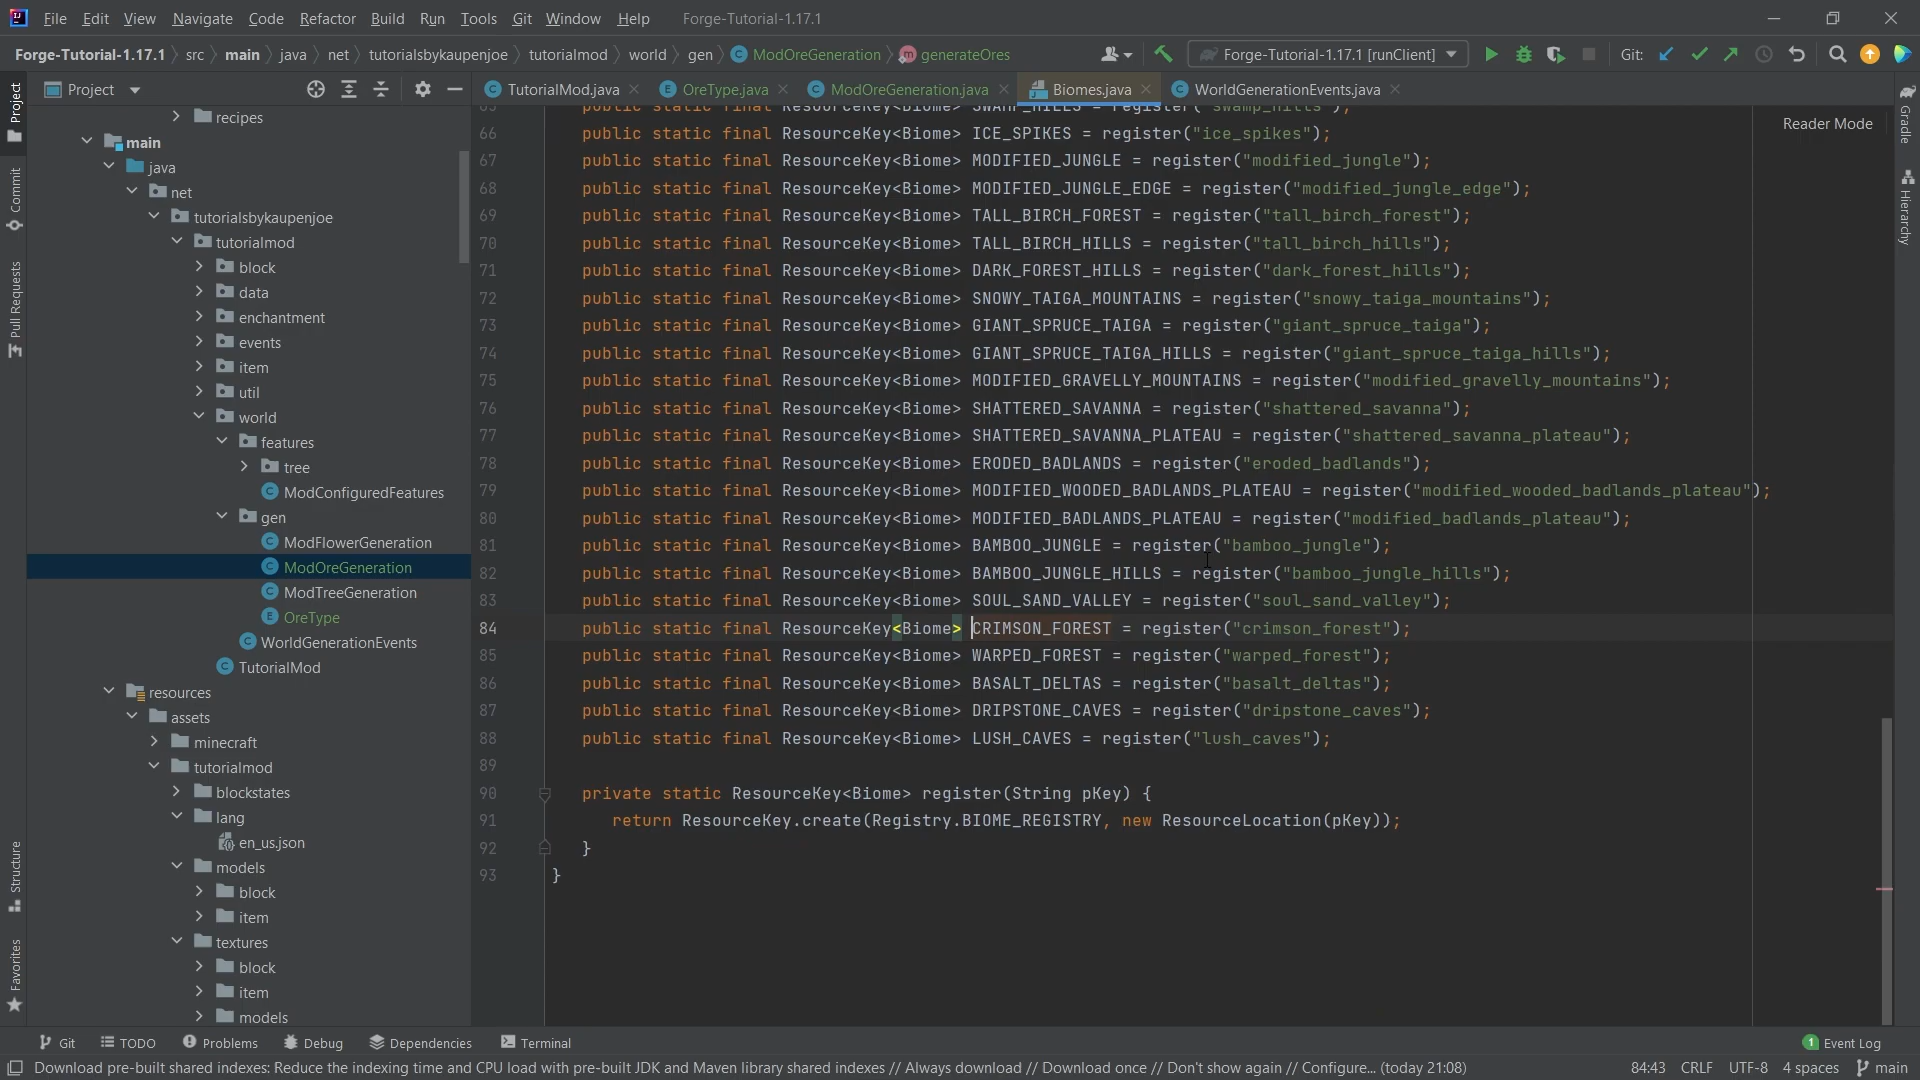 File Edit View Navigate Code Refactor Build Run Tools Git Window Help Forge-Tutorial-1.17.1
Forge-Tutorial-1.17.1 src main java net tutorialsbykaupenjoe tutorialmod world gen ModOreGeneration generateOres Forge-Tutorial-1.17.1 [runClient] Git:
Project TutorialMod.java OreType.java ModOreGeneration.java Biomes.java WorldGenerationEvents.java
Reader Mode
Project
Commit
Pull Requests
Structure
Favorites
Gradle
Hierarchy
recipes
main
java
net
tutorialsbykaupenjoe
tutorialmod
block
data
enchantment
events
item
util
world
features
tree
ModConfiguredFeatures
gen
ModFlowerGeneration
ModOreGeneration
ModTreeGeneration
OreType
WorldGenerationEvents
TutorialMod
resources
assets
minecraft
tutorialmod
blockstates
lang
en_us.json
models
block
item
textures
block
item
models
65 public static final ResourceKey<Biome> SWAMP_HILLS = register("swamp_hills");
66 public static final ResourceKey<Biome> ICE_SPIKES = register("ice_spikes");
67 public static final ResourceKey<Biome> MODIFIED_JUNGLE = register("modified_jungle");
68 public static final ResourceKey<Biome> MODIFIED_JUNGLE_EDGE = register("modified_jungle_edge");
69 public static final ResourceKey<Biome> TALL_BIRCH_FOREST = register("tall_birch_forest");
70 public static final ResourceKey<Biome> TALL_BIRCH_HILLS = register("tall_birch_hills");
71 public static final ResourceKey<Biome> DARK_FOREST_HILLS = register("dark_forest_hills");
72 public static final ResourceKey<Biome> SNOWY_TAIGA_MOUNTAINS = register("snowy_taiga_mountains");
73 public static final ResourceKey<Biome> GIANT_SPRUCE_TAIGA = register("giant_spruce_taiga");
74 public static final ResourceKey<Biome> GIANT_SPRUCE_TAIGA_HILLS = register("giant_spruce_taiga_hills");
75 public static final ResourceKey<Biome> MODIFIED_GRAVELLY_MOUNTAINS = register("modified_gravelly_mountains");
76 public static final ResourceKey<Biome> SHATTERED_SAVANNA = register("shattered_savanna");
77 public static final ResourceKey<Biome> SHATTERED_SAVANNA_PLATEAU = register("shattered_savanna_plateau");
78 public static final ResourceKey<Biome> ERODED_BADLANDS = register("eroded_badlands");
79 public static final ResourceKey<Biome> MODIFIED_WOODED_BADLANDS_PLATEAU = register("modified_wooded_badlands_plateau");
80 public static final ResourceKey<Biome> MODIFIED_BADLANDS_PLATEAU = register("modified_badlands_plateau");
81 public static final ResourceKey<Biome> BAMBOO_JUNGLE = register("bamboo_jungle");
82 public static final ResourceKey<Biome> BAMBOO_JUNGLE_HILLS = register("bamboo_jungle_hills");
83 public static final ResourceKey<Biome> SOUL_SAND_VALLEY = register("soul_sand_valley");
84 public static final ResourceKey<Biome> CRIMSON_FOREST = register("crimson_forest");
85 public static final ResourceKey<Biome> WARPED_FOREST = register("warped_forest");
86 public static final ResourceKey<Biome> BASALT_DELTAS = register("basalt_deltas");
87 public static final ResourceKey<Biome> DRIPSTONE_CAVES = register("dripstone_caves");
88 public static final ResourceKey<Biome> LUSH_CAVES = register("lush_caves");
89
90 private static ResourceKey<Biome> register(String pKey) {
91 return ResourceKey.create(Registry.BIOME_REGISTRY, new ResourceLocation(pKey));
92 }
93 }
Git TODO Problems Debug Dependencies Terminal 1 Event Log
Download pre-built shared indexes: Reduce the indexing time and CPU load with pre-built JDK and Maven library shared indexes // Always download // Download once // Don't show again // Configure... (today 21:08) 84:43 CRLF UTF-8 4 spaces main